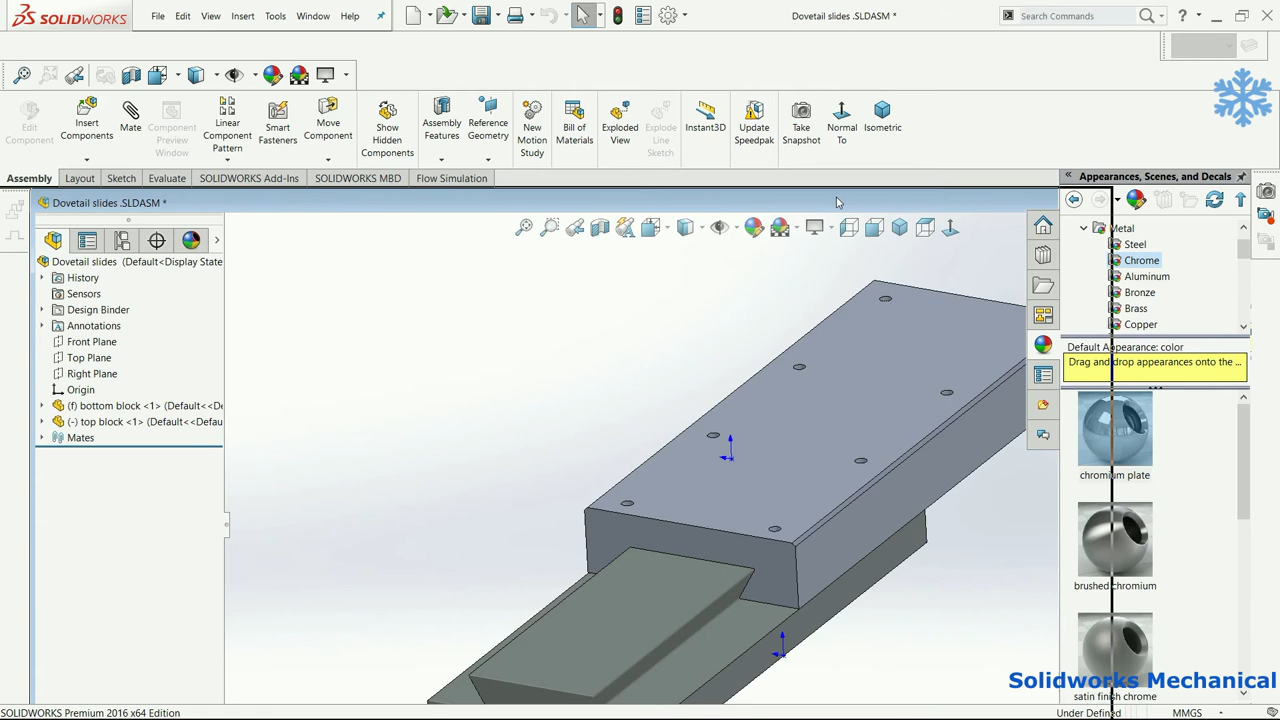 SOLIDWORKS File Edit View Insert Tools Window Help Dovetail slides .SLDASM * Search Commands
Edit Component
Insert Components
Mate
Component Preview Window
Linear Component Pattern
Smart Fasteners
Move Component
Show Hidden Components
Assembly Features
Reference Geometry
New Motion Study
Bill of Materials
Exploded View
Explode Line Sketch
Instant3D
Update Speedpak
Take Snapshot
Normal To
Isometric
Assembly Layout Sketch Evaluate SOLIDWORKS Add-Ins SOLIDWORKS MBD Flow Simulation
Dovetail slides .SLDASM *
Dovetail slides (Default<Display State
History
Sensors
Design Binder
Annotations
Front Plane
Top Plane
Right Plane
Origin
(f) bottom block <1> (Default<<De
(-) top block <1> (Default<<Defau
Mates
Appearances, Scenes, and Decals
Metal
Steel
Chrome
Aluminum
Bronze
Brass
Copper
Default Appearance: color
Drag and drop appearances onto the ...
chromium plate
brushed chromium
satin finish chrome
Solidworks Mechanical
SOLIDWORKS Premium 2016 x64 Edition Under Defined MMGS